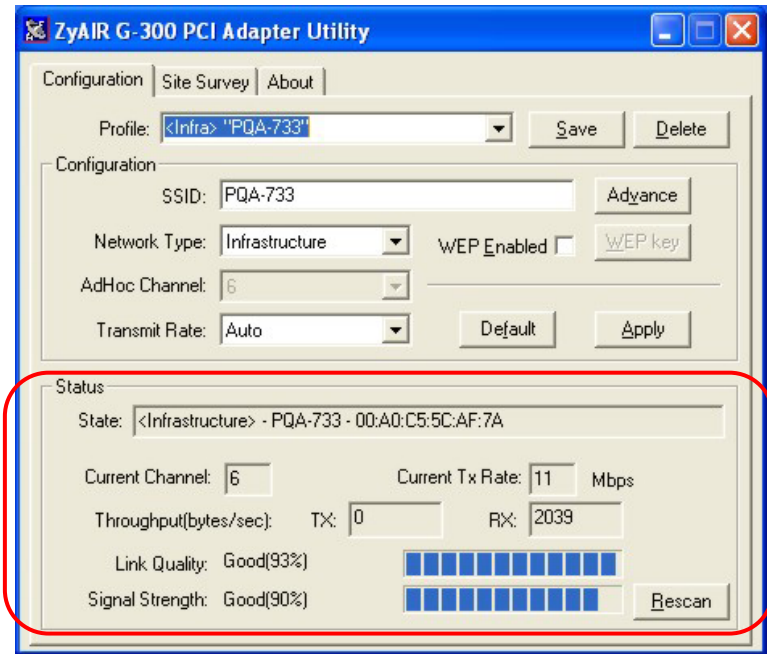 ZyAIR G-300 PCI Adapter Utility
Configuration Site Survey About
Profile: <Infra> "PQA-733" Save Delete
Configuration
SSID: PQA-733 Advance
Network Type: Infrastructure WEP Enabled WEP key
AdHoc Channel: 6
Transmit Rate: Auto Default Apply
Status
State: <Infrastructure> - PQA-733 - 00:A0:C5:5C:AF:7A
Current Channel: 6 Current Tx Rate: 11 Mbps
Throughput(bytes/sec): TX: 0 RX: 2039
Link Quality: Good(93%)
Signal Strength: Good(90%) Rescan